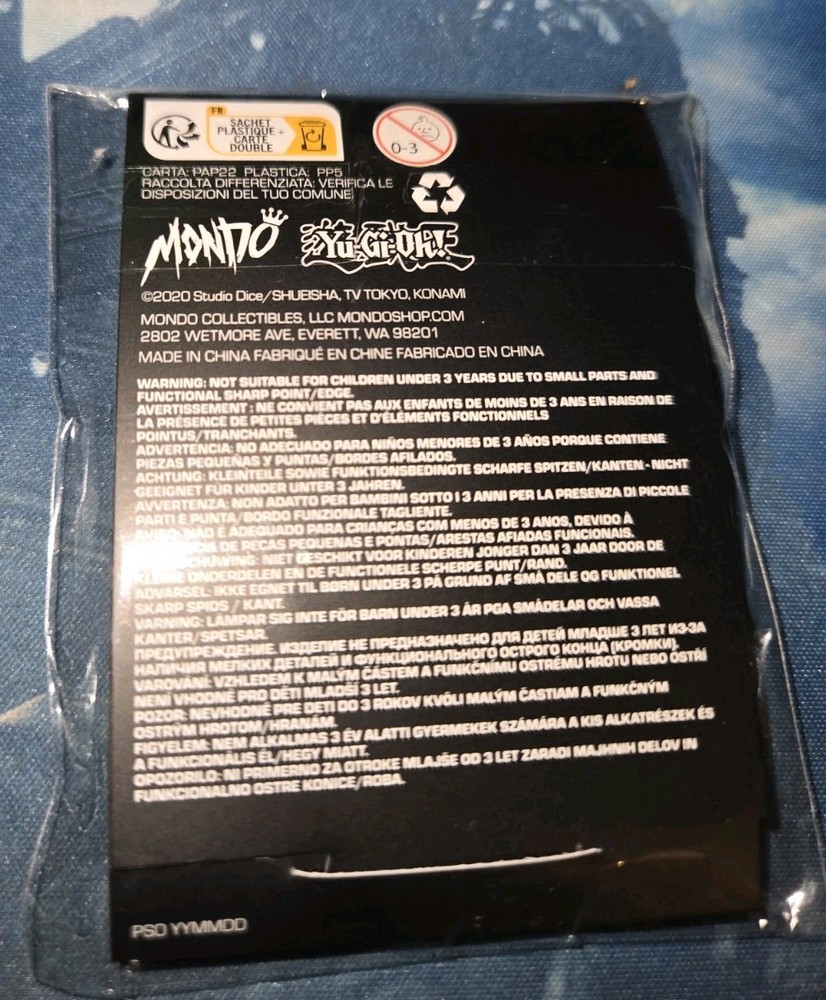 FR
SACHET
PLASTIQUE +
CARTE
DOUBLE
0-3
CARTA: PAP22 PLASTICA: PP5
RACCOLTA DIFFERENZIATA: VERIFICA LE
DISPOSIZIONI DEL TUO COMUNE
MONDO
Yu-Gi-Oh!
©2020 Studio Dice/SHUEISHA, TV TOKYO, KONAMI
MONDO COLLECTIBLES, LLC MONDOSHOP.COM
2802 WETMORE AVE, EVERETT, WA 98201
MADE IN CHINA FABRIQUÉ EN CHINE FABRICADO EN CHINA
WARNING: NOT SUITABLE FOR CHILDREN UNDER 3 YEARS DUE TO SMALL PARTS AND
FUNCTIONAL SHARP POINT/EDGE.
AVERTISSEMENT : NE CONVIENT PAS AUX ENFANTS DE MOINS DE 3 ANS EN RAISON DE
LA PRÉSENCE DE PETITES PIÈCES ET D'ÉLÉMENTS FONCTIONNELS
POINTUS/TRANCHANTS.
ADVERTENCIA: NO ADECUADO PARA NIÑOS MENORES DE 3 AÑOS PORQUE CONTIENE
PIEZAS PEQUEÑAS Y PUNTAS/BORDES AFILADOS.
ACHTUNG: KLEINTEILE SOWIE FUNKTIONSBEDINGTE SCHARFE SPITZEN/KANTEN - NICHT
GEEIGNET FÜR KINDER UNTER 3 JAHREN.
AVVERTENZA: NON ADATTO PER BAMBINI SOTTO I 3 ANNI PER LA PRESENZA DI PICCOLE
PARTI E PUNTA/BORDO FUNZIONALE TAGLIENTE.
AVISO: NÃO É ADEQUADO PARA CRIANÇAS COM MENOS DE 3 ANOS, DEVIDO À
DE PEÇAS PEQUENAS E PONTAS/ARESTAS AFIADAS FUNCIONAIS.
NIET GESCHIKT VOOR KINDEREN JONGER DAN 3 JAAR DOOR DE
KLEINE ONDERDELEN EN DE FUNCTIONELE SCHERPE PUNT/RAND.
ADVARSEL: IKKE EGNET TIL BØRN UNDER 3 PÅ GRUND AF SMÅ DELE OG FUNKTIONEL
SKARP SPIDS / KANT.
VARNING: LÄMPAR SIG INTE FÖR BARN UNDER 3 ÅR PGA SMÅDELAR OCH VASSA
KANTER/SPETSAR.
ПРЕДУПРЕЖДЕНИЕ. ИЗДЕЛИЕ НЕ ПРЕДНАЗНАЧЕНО ДЛЯ ДЕТЕЙ МЛАДШЕ 3 ЛЕТ ИЗ-ЗА
НАЛИЧИЯ МЕЛКИХ ДЕТАЛЕЙ И ФУНКЦИОНАЛЬНОГО ОСТРОГО КОНЦА (КРОМКИ).
VAROVÁNÍ: VZHLEDEM K MALÝM ČÁSTEM A FUNKČNÍMU OSTRÉMU HROTU NEBO OSTŘÍ
NENÍ VHODNÉ PRO DĚTI MLADŠÍ 3 LET.
POZOR: NEVHODNÉ PRE DETI DO 3 ROKOV KVÔLI MALÝM ČASTIAM A FUNKČNÝM
OSTRÝM HROTOM/HRANÁM.
FIGYELEM: NEM ALKALMAS 3 ÉV ALATTI GYERMEKEK SZÁMÁRA A KIS ALKATRÉSZEK ÉS
A FUNKCIONÁLIS ÉL/HEGY MIATT.
OPOZORILO: NI PRIMERNO ZA OTROKE MLAJŠE OD 3 LET ZARADI MAJHNIH DELOV IN
FUNKCIONALNO OSTRE KONICE/ROBA.
PSO YYMMDD